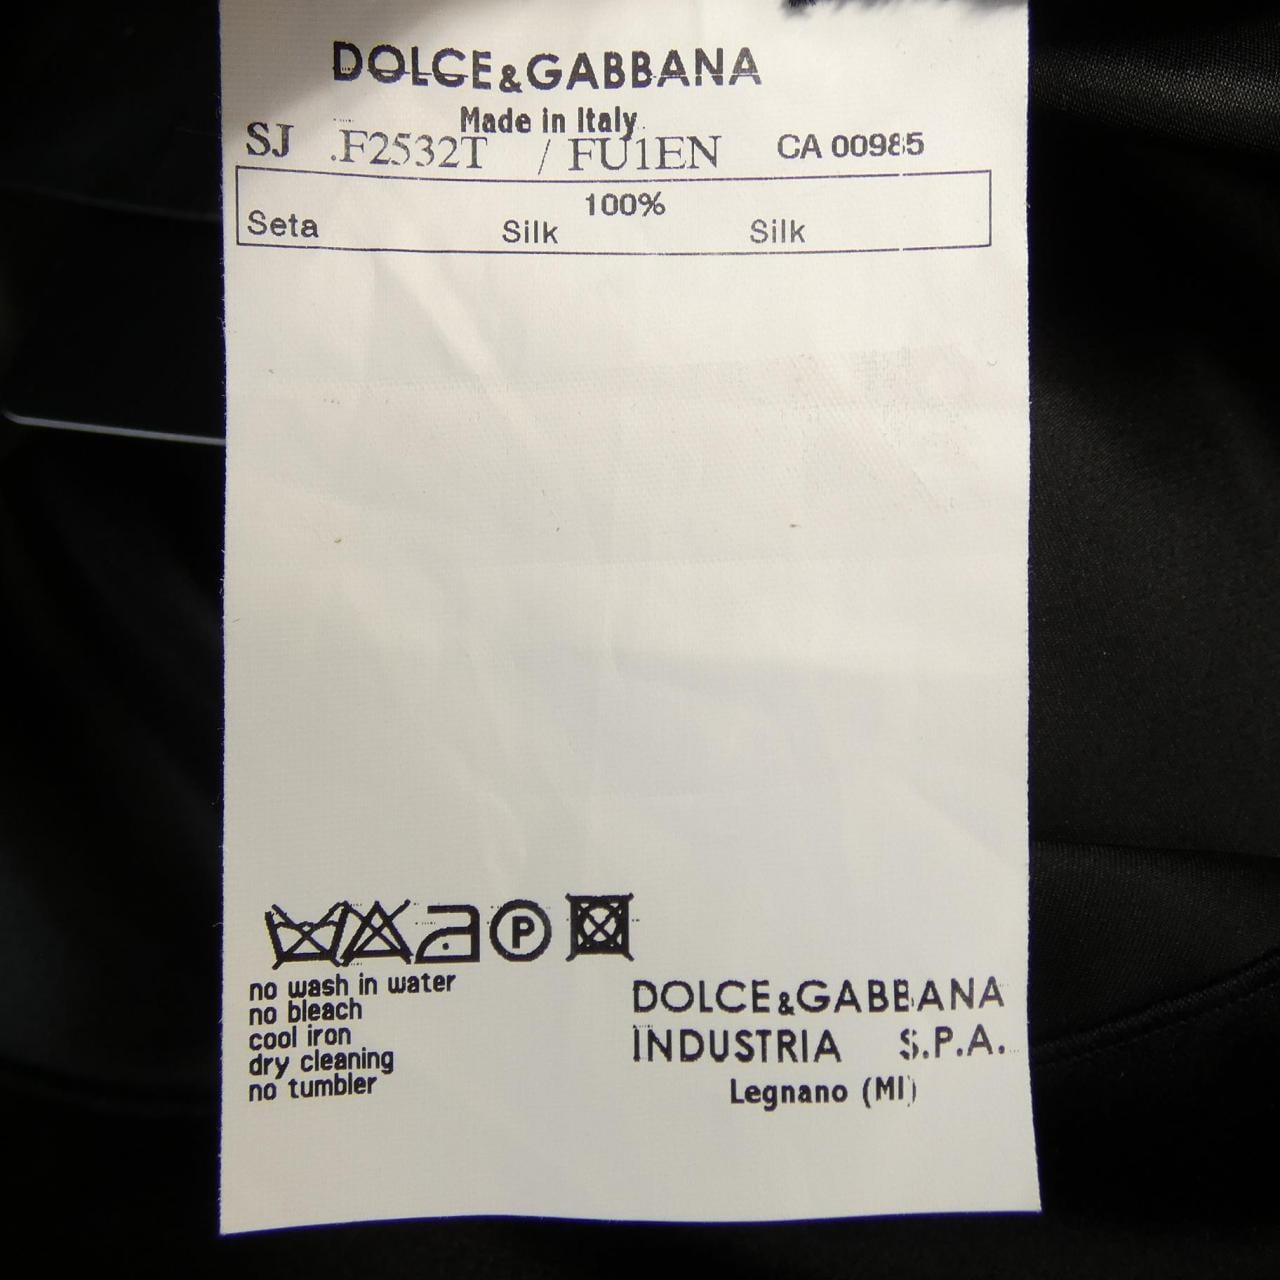 DOLCE&GABBANA
Made in Italy
SJ .F2532T / FU1EN CA 00985
100%
Seta Silk Silk
P
no wash in water
no bleach
cool iron
dry cleaning
no tumbler
DOLCE&GABBANA
INDUSTRIA S.P.A.
Legnano (MI)